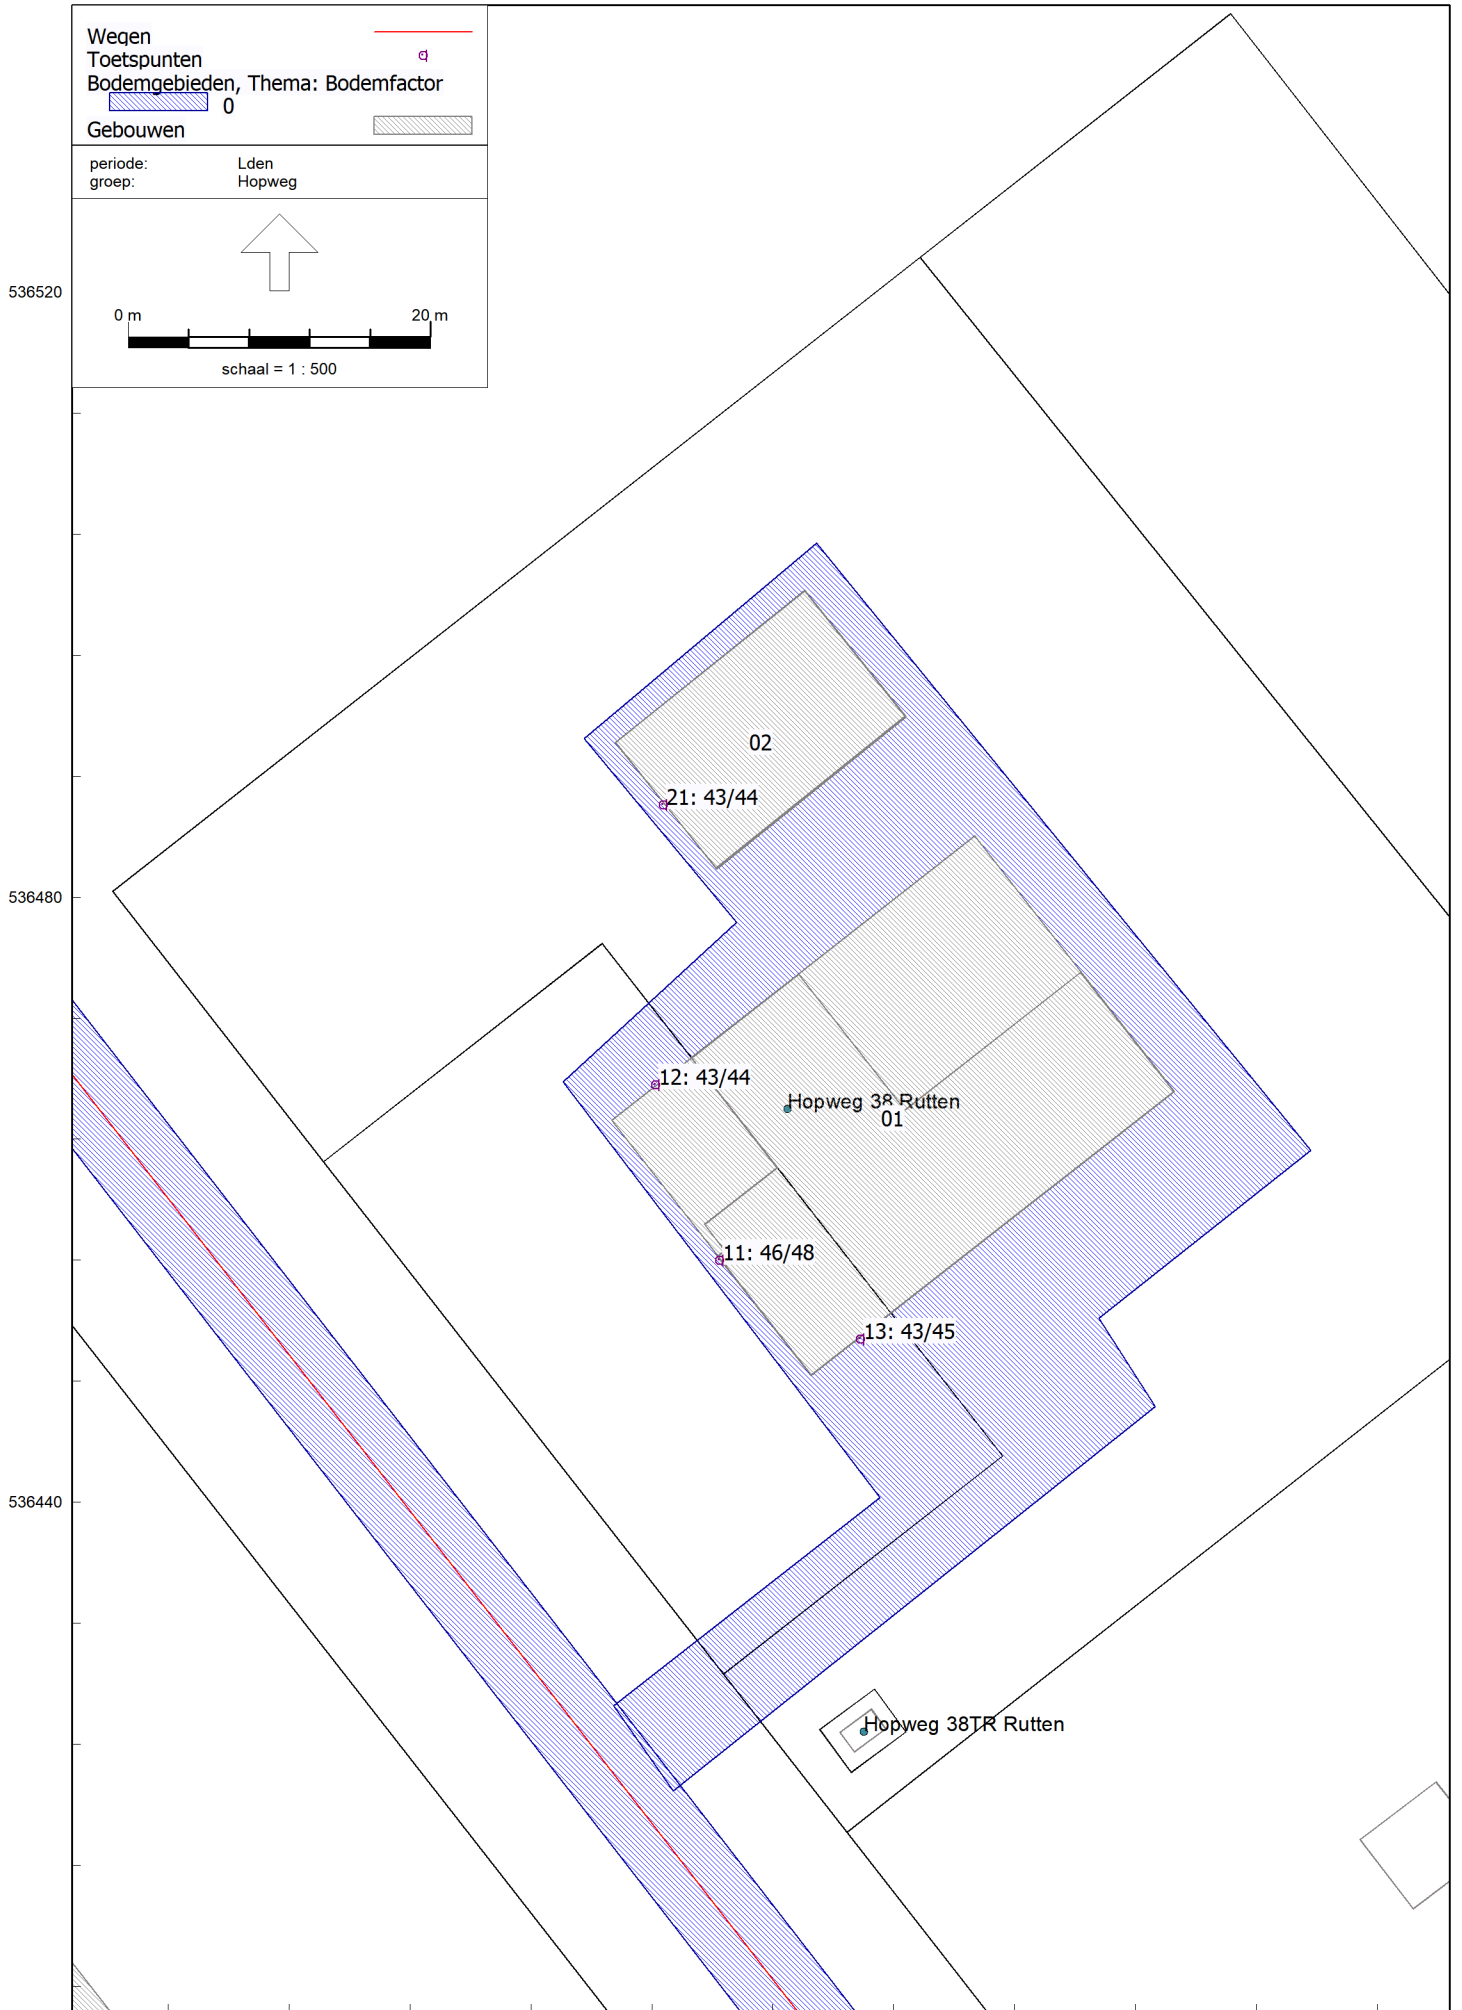 Wegen
Toetspunten
Bodemgebieden, Thema: Bodemfactor
0
Gebouwen
periode: Lden
groep: Hopweg
0 m 20 m
schaal = 1 : 500
536520
02
21: 43/44
536480
12: 43/44
Hopweg 38 Rutten
01
11: 46/48
13: 43/45
536440
Hopweg 38TR Rutten